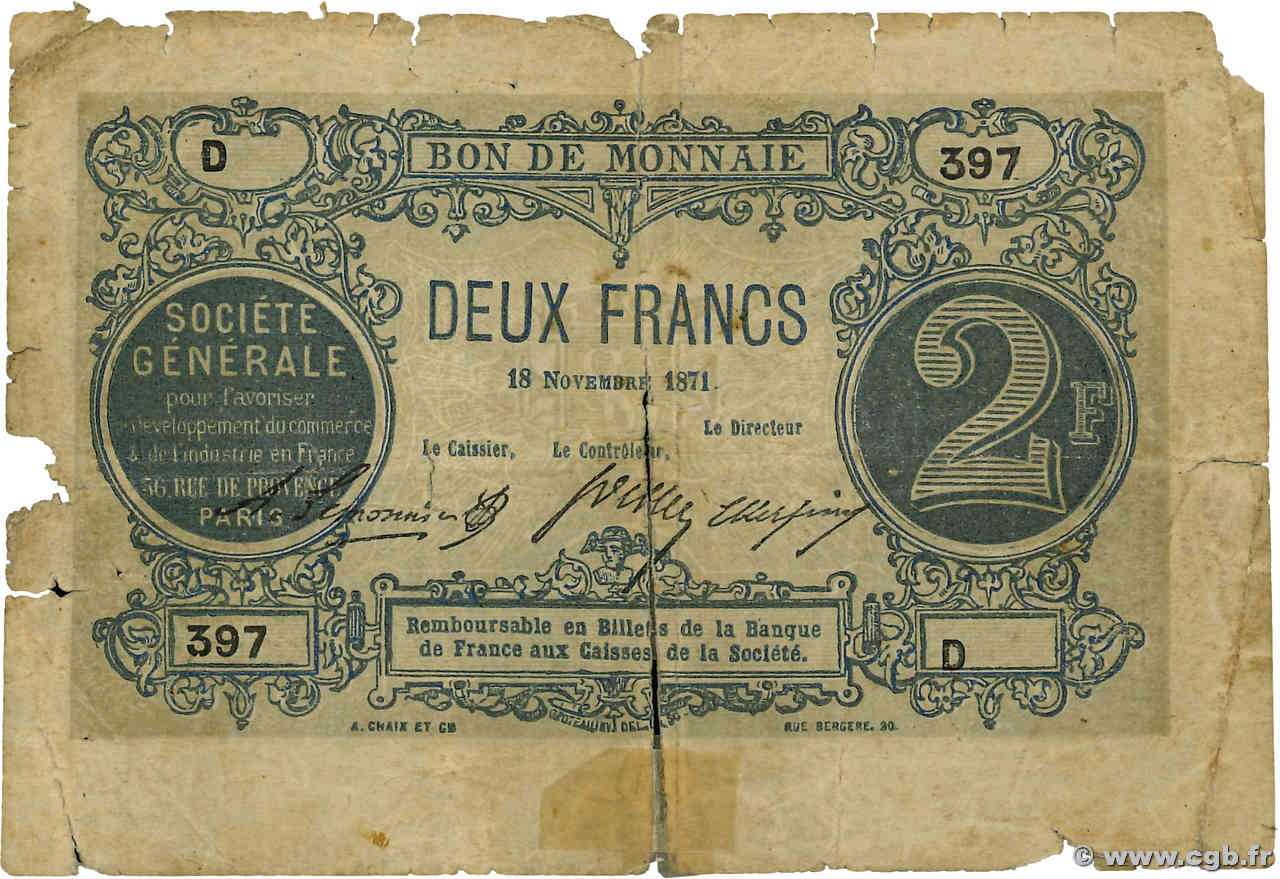 D
BON DE MONNAIE
397
SOCIÉTÉ
GÉNÉRALE
pour favoriser
développement du commerce
& de l'industrie en France
56, RUE DE PROVENCE
PARIS
DEUX FRANCS
18 NOVEMBRE 1871.
Le Caissier,
Le Contrôleur,
Le Directeur
2 Fr
397
Remboursable en Billets de la Banque
de France aux Caisses de la Société.
D
A. CHAIX ET Cie
RUE BERGÈRE, 20.
© www.cgb.fr